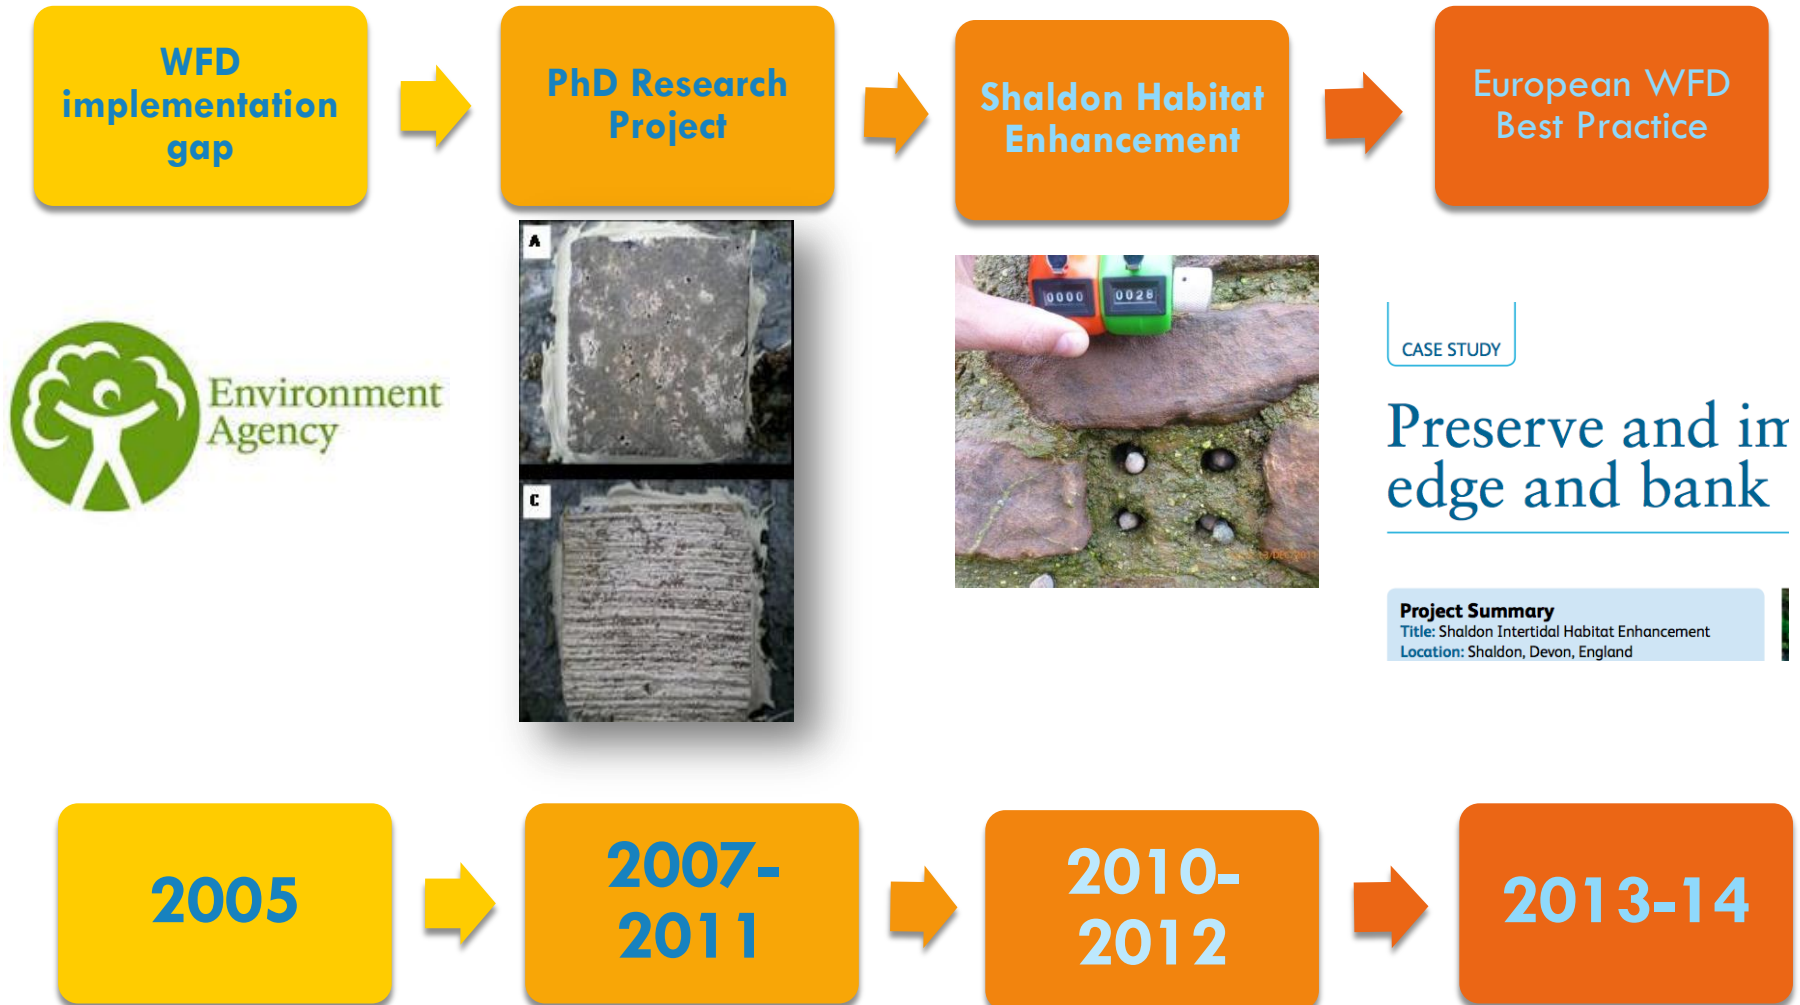 WFD
implementation
gap
PhD Research
Project
Shaldon Habitat
Enhancement
European WFD
Best Practice
Environment
Agency
A
C
0000
0028
CASE STUDY
Preserve and im
edge and bank
Project Summary
Title: Shaldon Intertidal Habitat Enhancement
Location: Shaldon, Devon, England
2005
2007-
2011
2010-
2012
2013-14